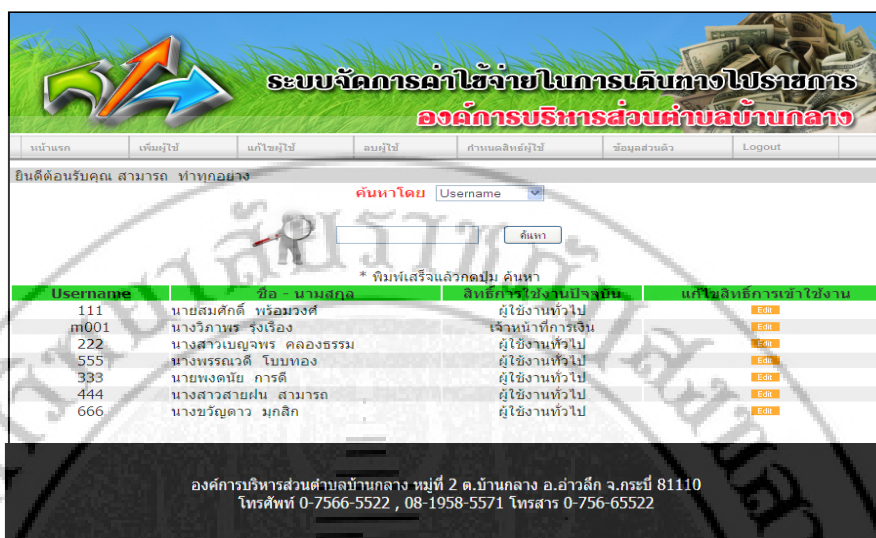 ระบบจัดการค่าใช้จ่ายในการเดินทางไปราชการ
องค์การบริหารส่วนตำบลบ้านกลาง
หน้าแรก เพิ่มผู้ใช้ แก้ไขผู้ใช้ ลบผู้ใช้ กำหนดสิทธิ์ผู้ใช้ ข้อมูลส่วนตัว Logout
ยินดีต้อนรับคุณ สามารถ ทำทุกอย่าง
ค้นหาโดย Username
ค้นหา
* พิมพ์เสร็จแล้วกดปุ่ม ค้นหา
Username ชื่อ - นามสกุล สิทธิ์การใช้งานปัจจุบัน แก้ไขสิทธิ์การเข้าใช้งาน
111 นายสมศักดิ์ พร้อมวงศ์ ผู้ใช้งานทั่วไป Edit
m001 นางวิภาพร รุ่งเรือง เจ้าหน้าที่การเงิน Edit
222 นางสาวเบญจพร คลองธรรม ผู้ใช้งานทั่วไป Edit
555 นางพรรณวดี โบบทอง ผู้ใช้งานทั่วไป Edit
333 นายพงดนัย การดี ผู้ใช้งานทั่วไป Edit
444 นางสาวสายฝน สามารถ ผู้ใช้งานทั่วไป Edit
666 นางขวัญดาว มุกสิก ผู้ใช้งานทั่วไป Edit
องค์การบริหารส่วนตำบลบ้านกลาง หมู่ที่ 2 ต.บ้านกลาง อ.อ่าวลึก จ.กระบี่ 81110
โทรศัพท์ 0-7566-5522 , 08-1958-5571 โทรสาร 0-756-65522